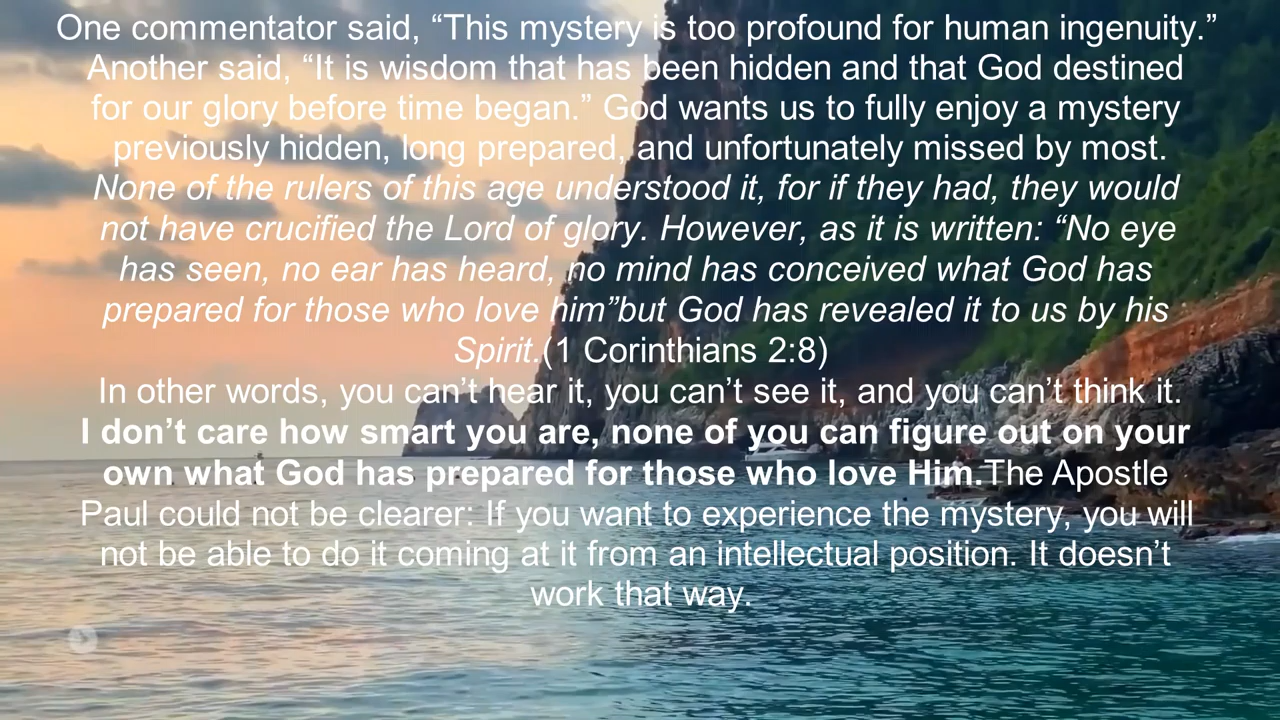 One commentator said, “This mystery is too profound for human ingenuity.”
Another said, “It is wisdom that has been hidden and that God destined
for our glory before time began.” God wants us to fully enjoy a mystery
previously hidden, long prepared, and unfortunately missed by most.
None of the rulers of this age understood it, for if they had, they would
not have crucified the Lord of glory. However, as it is written: “No eye
has seen, no ear has heard, no mind has conceived what God has
prepared for those who love him”but God has revealed it to us by his
Spirit.(1 Corinthians 2:8)
In other words, you can’t hear it, you can’t see it, and you can’t think it.
I don’t care how smart you are, none of you can figure out on your
own what God has prepared for those who love Him.The Apostle
Paul could not be clearer: If you want to experience the mystery, you will
not be able to do it coming at it from an intellectual position. It doesn’t
work that way.